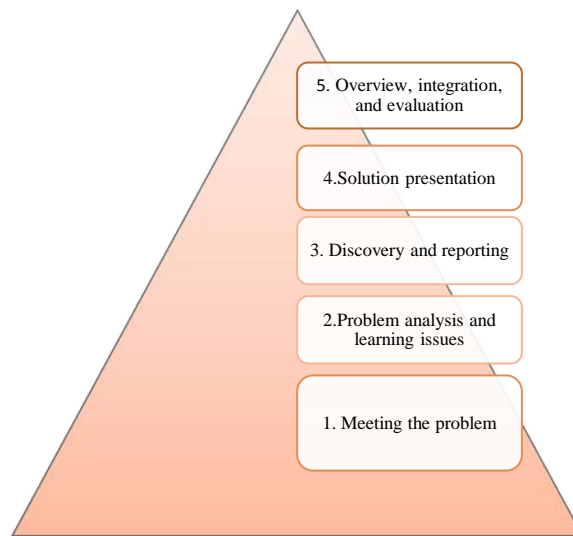 5. Overview, integration,
and evaluation
4.Solution presentation
3. Discovery and reporting
2.Problem analysis and
learning issues
1. Meeting the problem